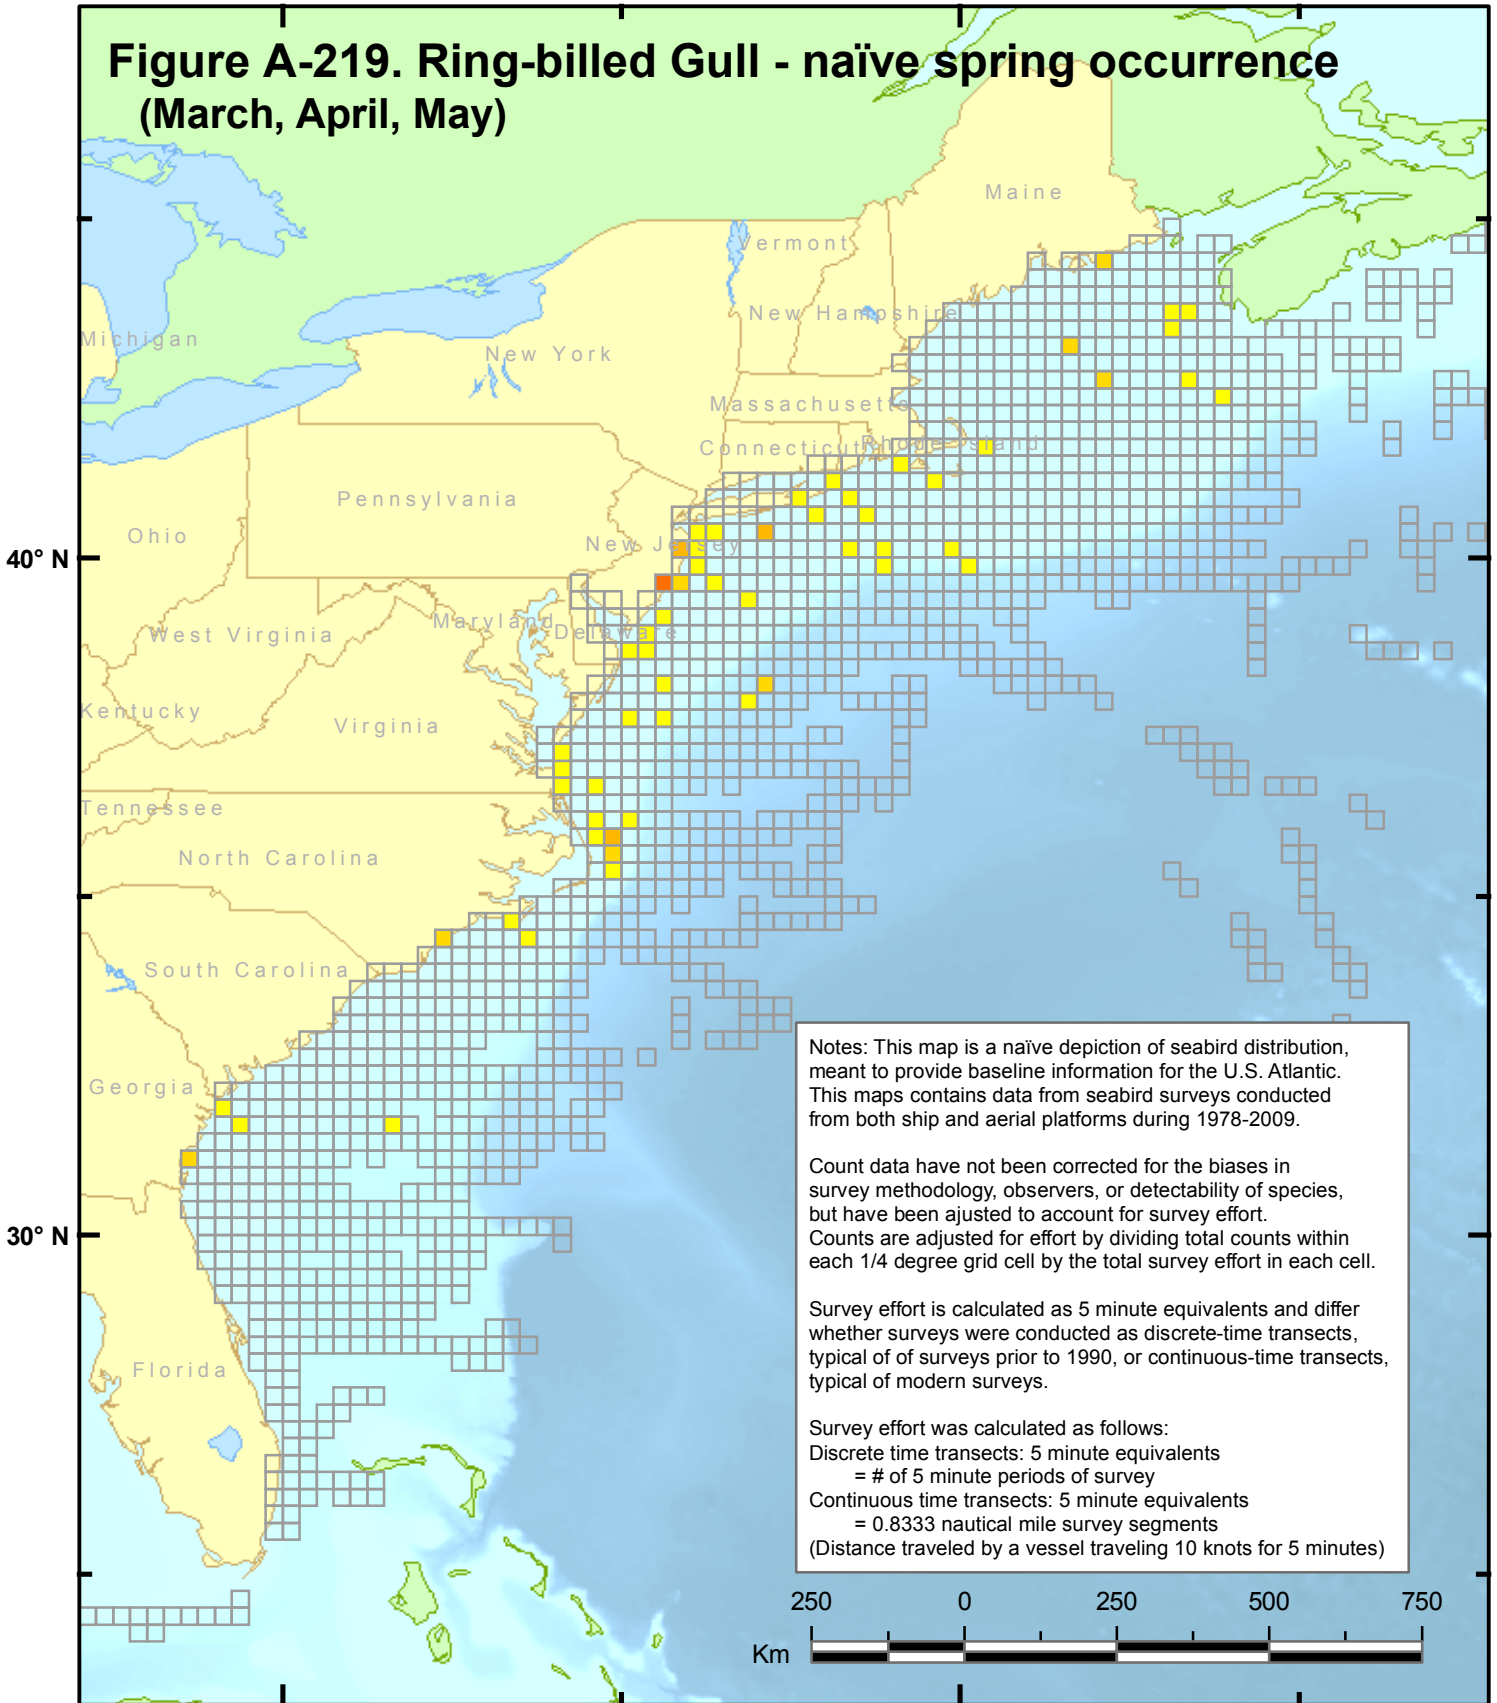 Figure A-219. Ring-billed Gull - naïve spring occurrence
(March, April, May)
Maine
Vermont
New Hampshire
Michigan
New York
Massachusetts
Connecticut
Rhode Island
Pennsylvania
Ohio
New Jersey
40° N
West Virginia
Maryland
Delaware
Kentucky
Virginia
Tennessee
North Carolina
South Carolina
Georgia
30° N
Florida
Notes: This map is a naïve depiction of seabird distribution,
meant to provide baseline information for the U.S. Atlantic.
This maps contains data from seabird surveys conducted
from both ship and aerial platforms during 1978-2009.
Count data have not been corrected for the biases in
survey methodology, observers, or detectability of species,
but have been ajusted to account for survey effort.
Counts are adjusted for effort by dividing total counts within
each 1/4 degree grid cell by the total survey effort in each cell.
Survey effort is calculated as 5 minute equivalents and differ
whether surveys were conducted as discrete-time transects,
typical of of surveys prior to 1990, or continuous-time transects,
typical of modern surveys.
Survey effort was calculated as follows:
Discrete time transects: 5 minute equivalents
= # of 5 minute periods of survey
Continuous time transects: 5 minute equivalents
= 0.8333 nautical mile survey segments
(Distance traveled by a vessel traveling 10 knots for 5 minutes)
250 0 250 500 750
Km